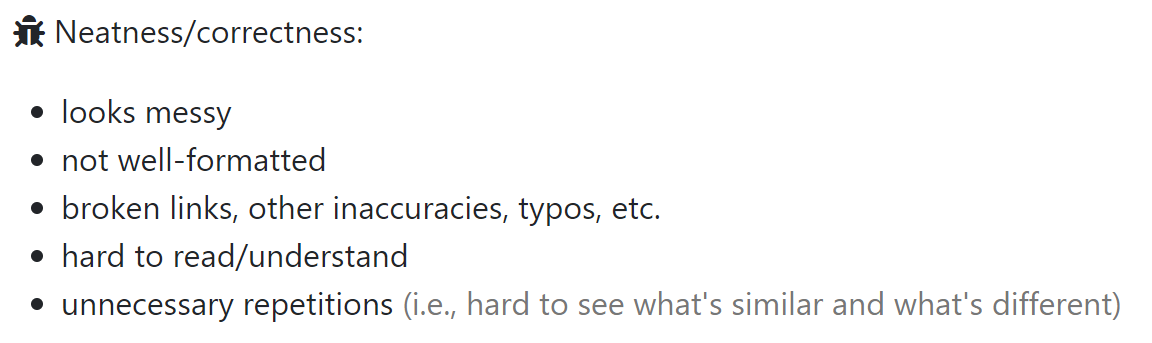 Neatness/correctness:
looks messy
not well-formatted
broken links, other inaccuracies, typos, etc.
hard to read/understand
unnecessary repetitions (i.e., hard to see what's similar and what's different)